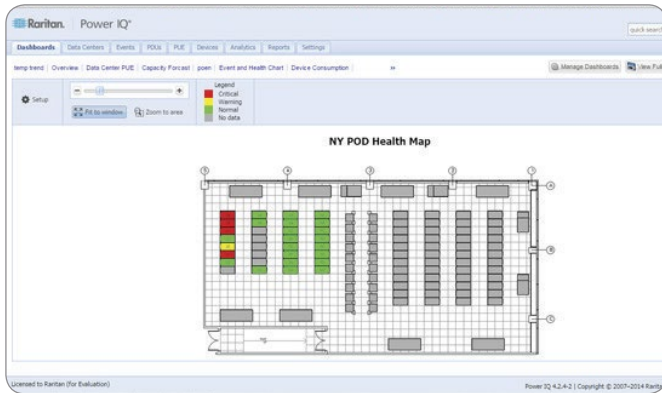 Raritan. Power IQ®
quick search
Dashboards Data Centers Events PDUs PUE Devices Analytics Reports Settings
temp trend Overview Data Center PUE Capacity Forcast poen Event and Health Chart Device Consumption »
Manage Dashboards View Full
Setup
Fit to window
Zoom to area
Legend
Critical
Warning
Normal
No data
NY POD Health Map
5 4 3 2 1
A
B
C
Licensed to Raritan (for Evaluation)
Power IQ 4.2.4-2 | Copyright © 2007-2014 Rarita